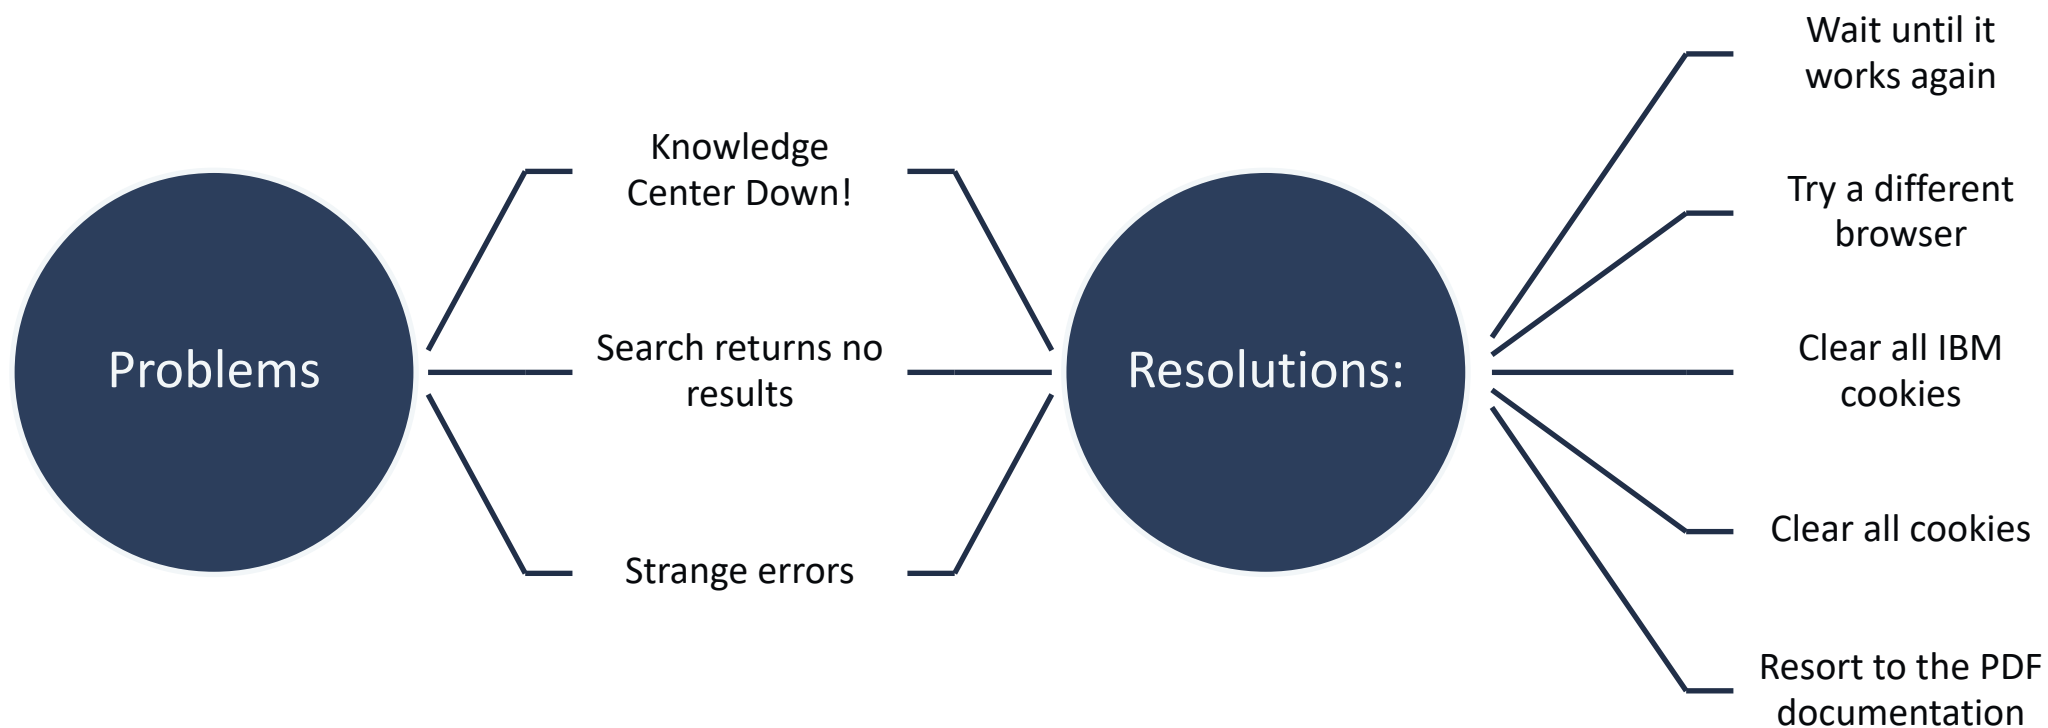 Problems
Knowledge
Center Down!
Search returns no
results
Strange errors
Resolutions:
Wait until it
works again
Try a different
browser
Clear all IBM
cookies
Clear all cookies
Resort to the PDF
documentation